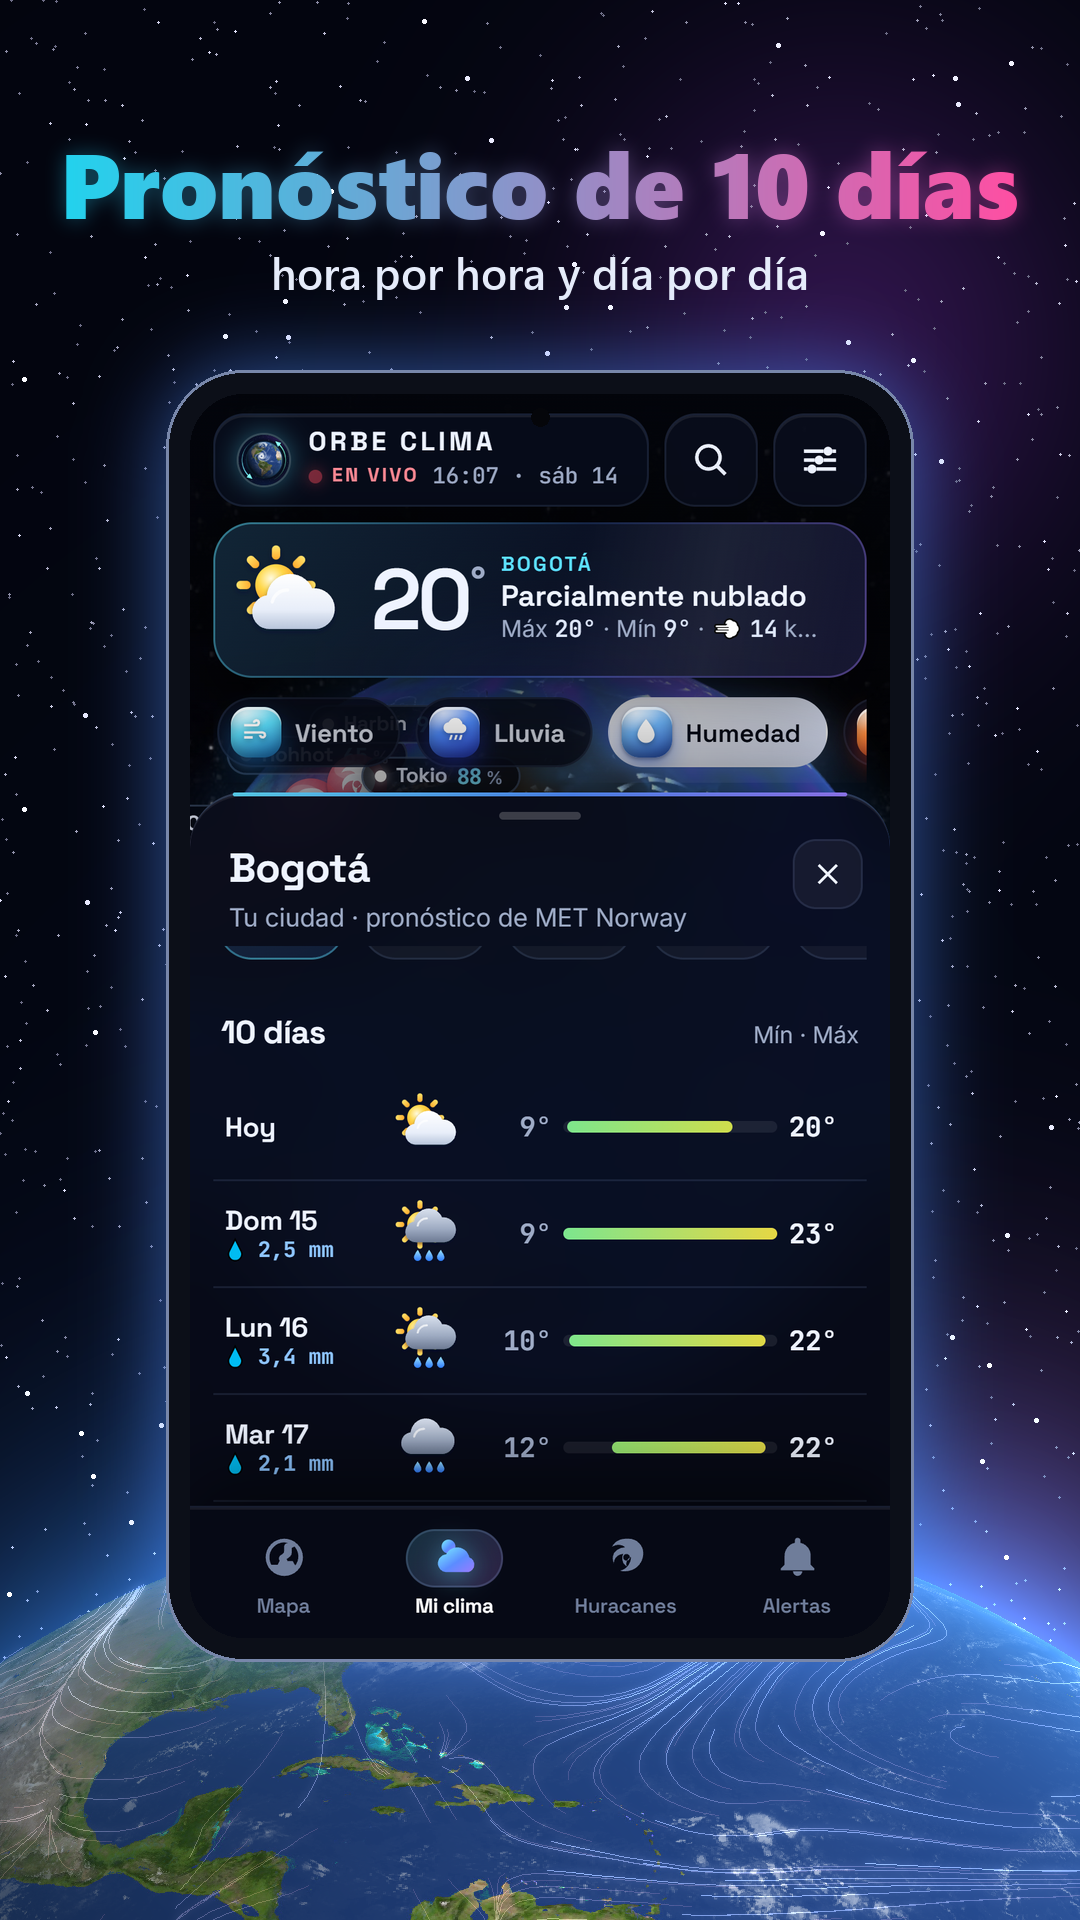 Pronóstico de 10 días
hora por hora y día por día
ORBE CLIMA
EN VIVO 16:07 · sáb 14
20°
BOGOTÁ
Parcialmente nublado
Máx 20° · Mín 9° · 14 k...
Viento
Lluvia
Humedad
Harbin
Tokio 88 %
Bogotá
Tu ciudad · pronóstico de MET Norway
10 días
Mín · Máx
Hoy
9°
20°
Dom 15
2,5 mm
9°
23°
Lun 16
3,4 mm
10°
22°
Mar 17
2,1 mm
12°
22°
Mapa
Mi clima
Huracanes
Alertas